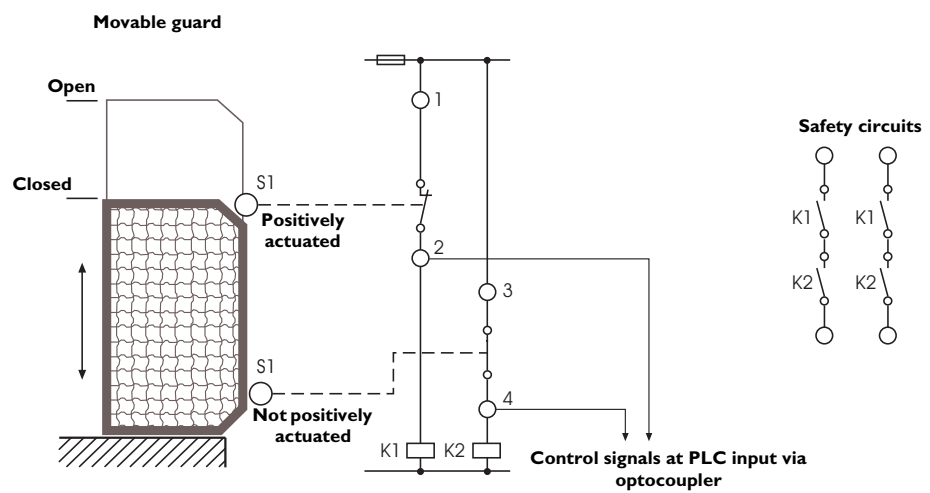 Movable guard
Open
Closed
S1
Positively
actuated
S1
Not positively
actuated
1
2
3
4
K1
K2
Control signals at PLC input via
optocoupler
Safety circuits
K1
K1
K2
K2